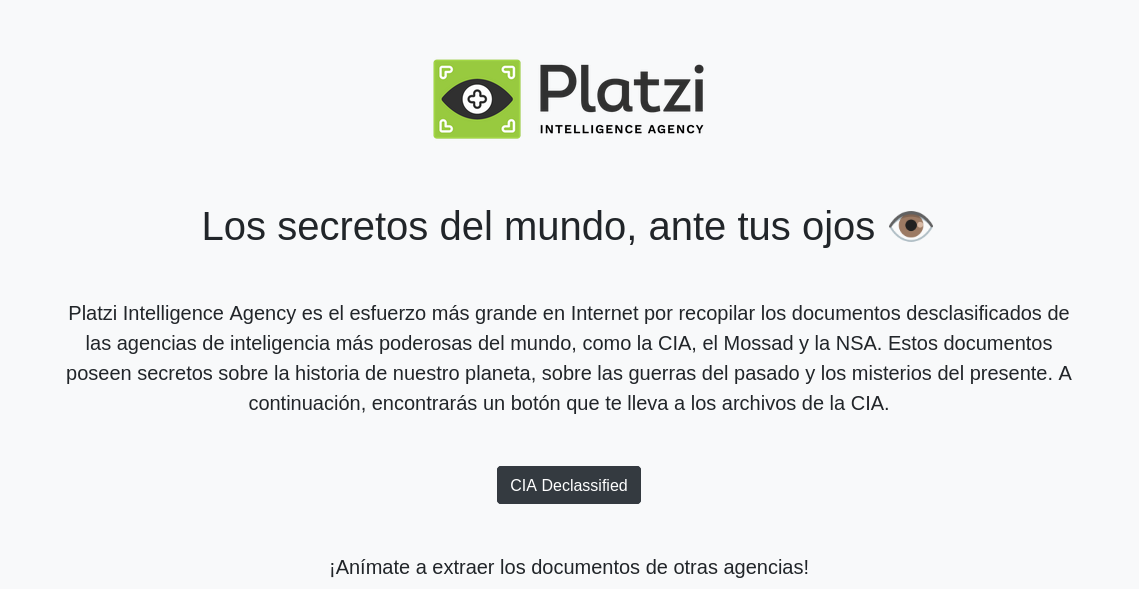 Platzi
INTELLIGENCE AGENCY
Los secretos del mundo, ante tus ojos 👁️
Platzi Intelligence Agency es el esfuerzo más grande en Internet por recopilar los documentos desclasificados de
las agencias de inteligencia más poderosas del mundo, como la CIA, el Mossad y la NSA. Estos documentos
poseen secretos sobre la historia de nuestro planeta, sobre las guerras del pasado y los misterios del presente. A
continuación, encontrarás un botón que te lleva a los archivos de la CIA.
CIA Declassified
¡Anímate a extraer los documentos de otras agencias!